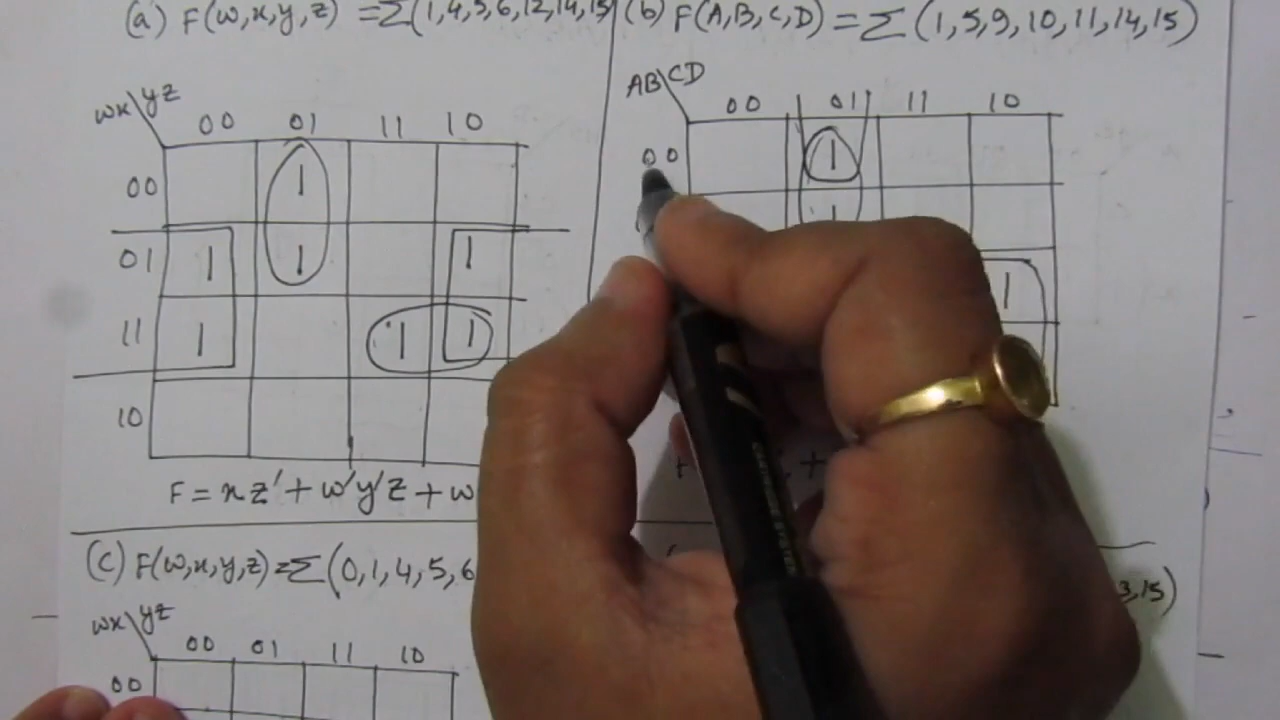 (a) F(w,x,y,z) = Σ(1,4,5,6,12,14,15)
wx\yz
00 01 11 10
00 1
01 1 1 1
11 1 1 1
10
F = xz' + w'y'z + w
(b) F(A,B,C,D) = Σ (1,5,9,10,11,14,15)
AB\CD
00 01 11 10
00 1
1
1
(c) F(w,x,y,z) = Σ(0,1,4,5,6
wx\yz
00 01 11 10
00
3,15)